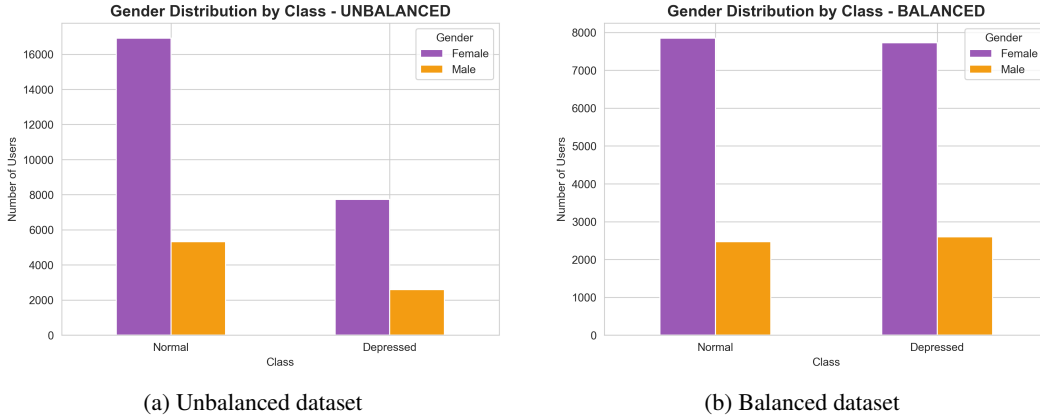 Gender Distribution by Class - UNBALANCED
Gender
Female
Male
16000
14000
12000
10000
8000
6000
4000
2000
0
Number of Users
Normal
Depressed
Class
(a) Unbalanced dataset
Gender Distribution by Class - BALANCED
Gender
Female
Male
8000
7000
6000
5000
4000
3000
2000
1000
0
Number of Users
Normal
Depressed
Class
(b) Balanced dataset